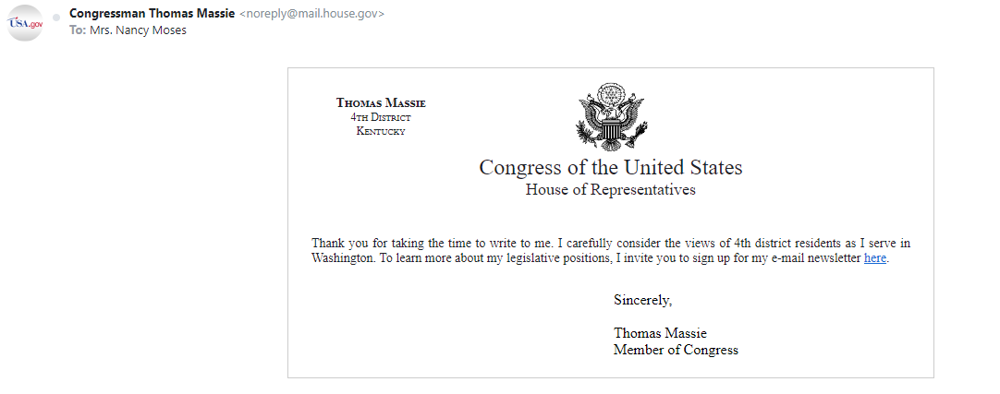 USA.gov
Congressman Thomas Massie <noreply@mail.house.gov>
To: Mrs. Nancy Moses
THOMAS MASSIE
4TH DISTRICT
KENTUCKY
Congress of the United States
House of Representatives
Thank you for taking the time to write to me. I carefully consider the views of 4th district residents as I serve in
Washington. To learn more about my legislative positions, I invite you to sign up for my e-mail newsletter here.
Sincerely,
Thomas Massie
Member of Congress